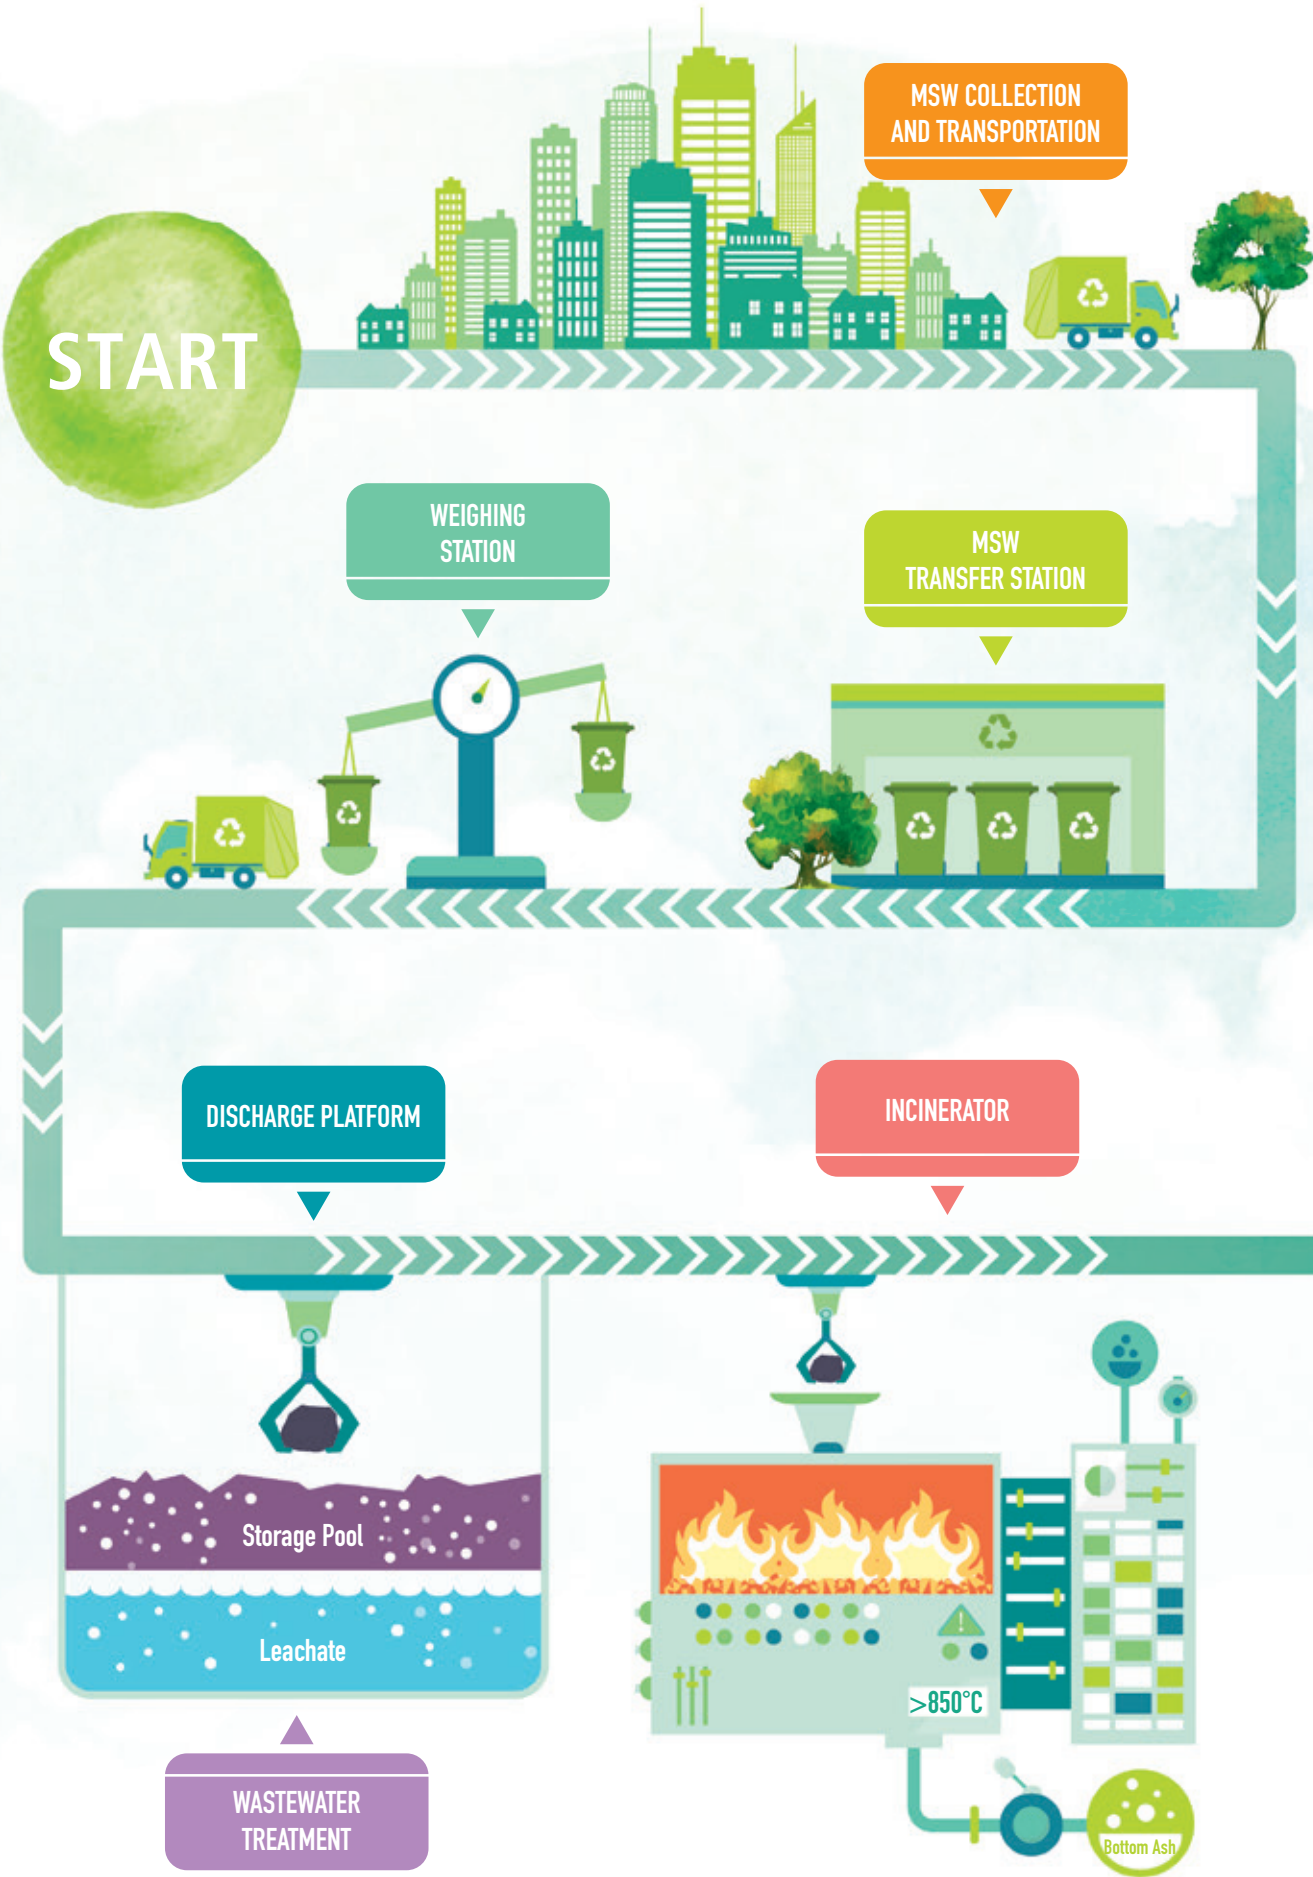 MSW COLLECTION
AND TRANSPORTATION
START
WEIGHING
STATION
MSW
TRANSFER STATION
DISCHARGE PLATFORM
INCINERATOR
Storage Pool
Leachate
>850°C
WASTEWATER
TREATMENT
Bottom Ash